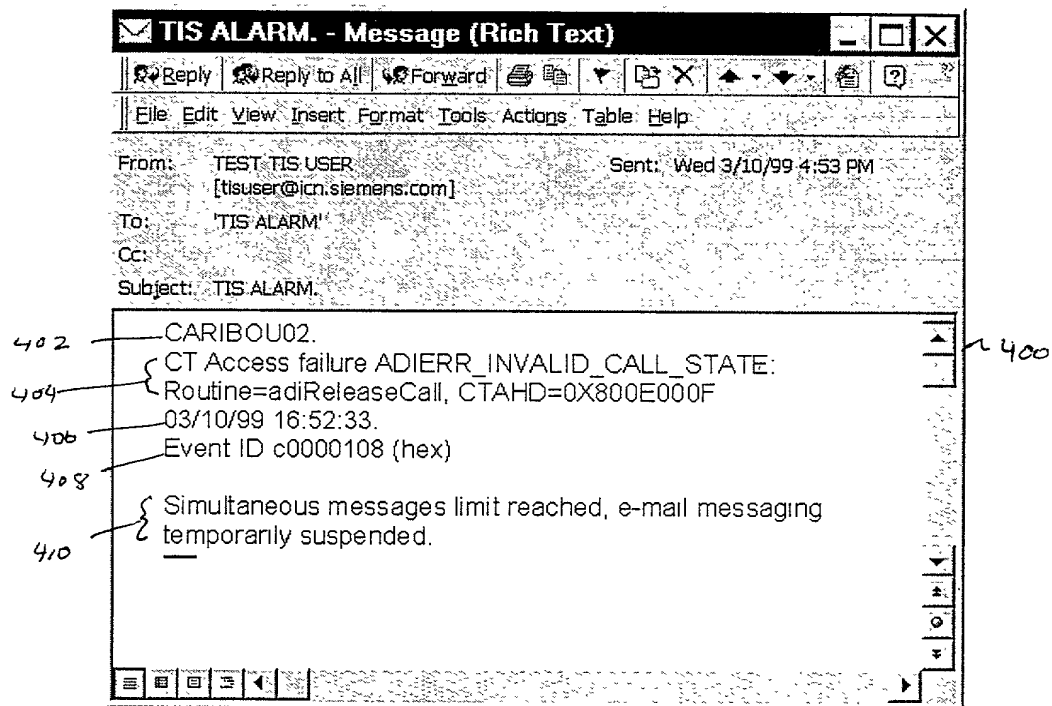 TIS ALARM. - Message (Rich Text)
Reply Reply to All Forward
File Edit View Insert Format Tools Actions Table Help
From: TEST TIS USER Sent: Wed 3/10/99 4:53 PM
[tisuser@icn.siemens.com]
To: 'TIS ALARM'
Cc:
Subject: TIS ALARM.
402 CARIBOU02.
400
404 CT Access failure ADIERR_INVALID_CALL_STATE:
Routine=adiReleaseCall, CTAHD=0X800E000F
406 03/10/99 16:52:33.
408 Event ID c0000108 (hex)
410 Simultaneous messages limit reached, e-mail messaging
temporarily suspended.